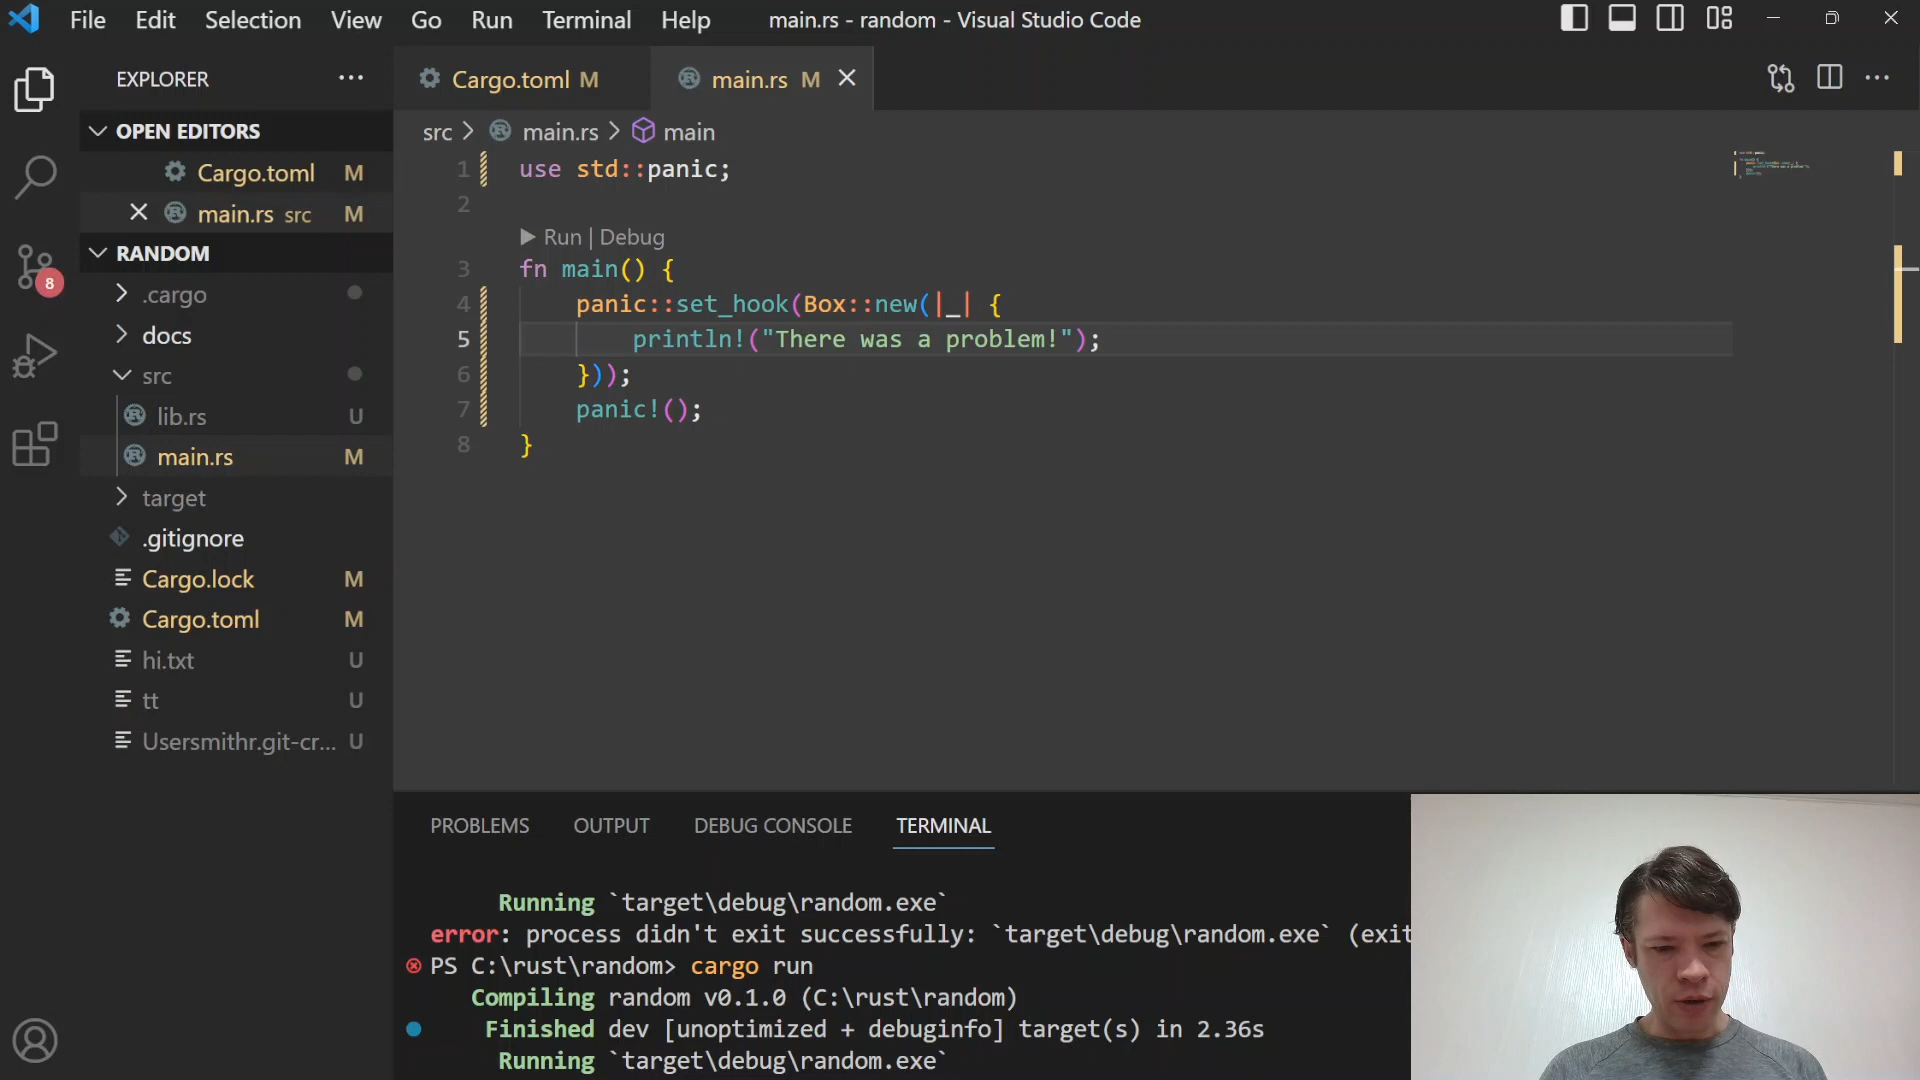 File Edit Selection View Go Run Terminal Help main.rs - random - Visual Studio Code
EXPLORER
OPEN EDITORS
Cargo.toml M
main.rs src M
RANDOM
.cargo
docs
src
lib.rs U
main.rs M
target
.gitignore
Cargo.lock M
Cargo.toml M
hi.txt U
tt U
Usersmithr.git-cr... U
8
Cargo.toml M main.rs M
src > main.rs > main
1 use std::panic;
2
Run | Debug
3 fn main() {
4 panic::set_hook(Box::new(|_| {
5 println!("There was a problem!");
6 }));
7 panic!();
8 }
PROBLEMS OUTPUT DEBUG CONSOLE TERMINAL
Running `target\debug\random.exe`
error: process didn't exit successfully: `target\debug\random.exe` (exit
PS C:\rust\random> cargo run
Compiling random v0.1.0 (C:\rust\random)
Finished dev [unoptimized + debuginfo] target(s) in 2.36s
Running `target\debug\random.exe`